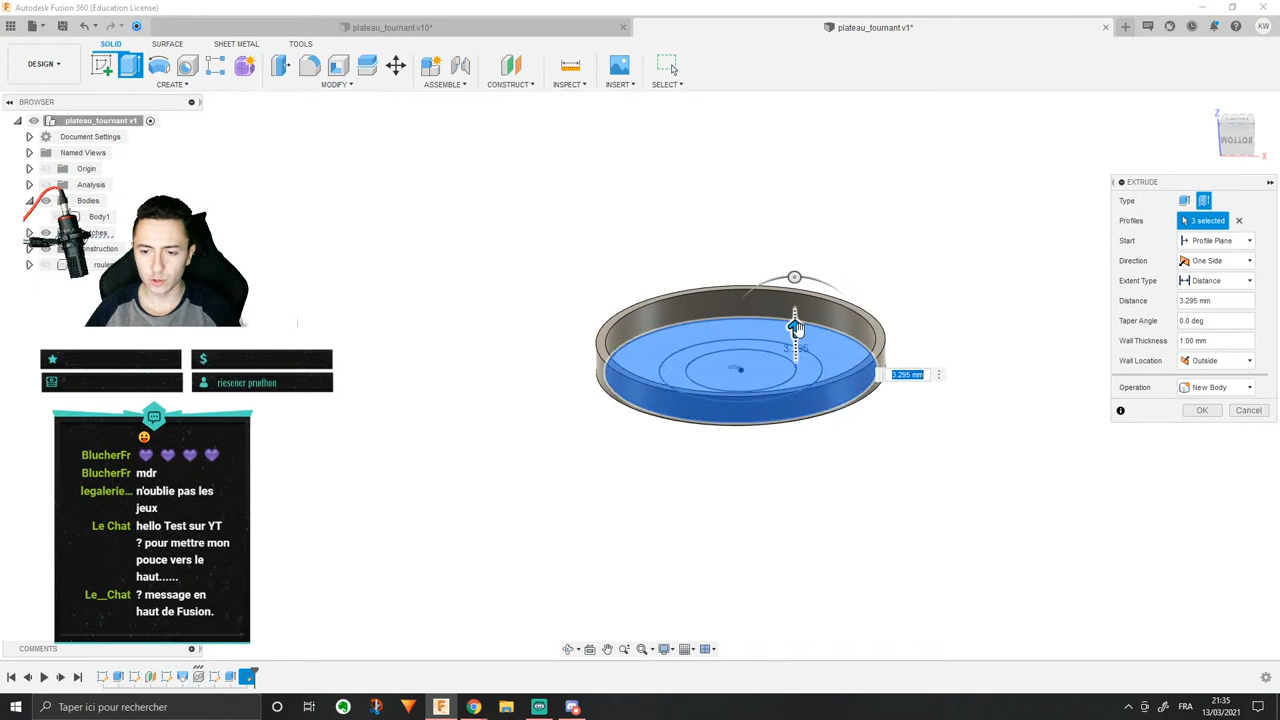 Autodesk Fusion 360 (Education License)
plateau_tournant v10*
plateau_tournant v1*
KW
SOLID SURFACE SHEET METAL TOOLS
DESIGN
CREATE MODIFY ASSEMBLE CONSTRUCT INSPECT INSERT SELECT
BROWSER
plateau_tournant v1
Document Settings
Named Views
Origin
Analysis
Bodies
Body1
Z
BOTTOM
X
EXTRUDE
Type
Profiles 3 selected
Start Profile Plane
Direction One Side
Extent Type Distance
Distance 3.295 mm
Taper Angle 0.0 deg
Wall Thickness 1.00 mm
Wall Location Outside
Operation New Body
OK Cancel
3.295 mm
$
riesener prudhon
BlucherFr
BlucherFr mdr
legalerie... n'oublie pas les
jeux
Le Chat hello Test sur YT
? pour mettre mon
pouce vers le
haut......
Le__Chat ? message en
haut de Fusion.
COMMENTS
Taper ici pour rechercher
FRA
21:35
13/03/2021